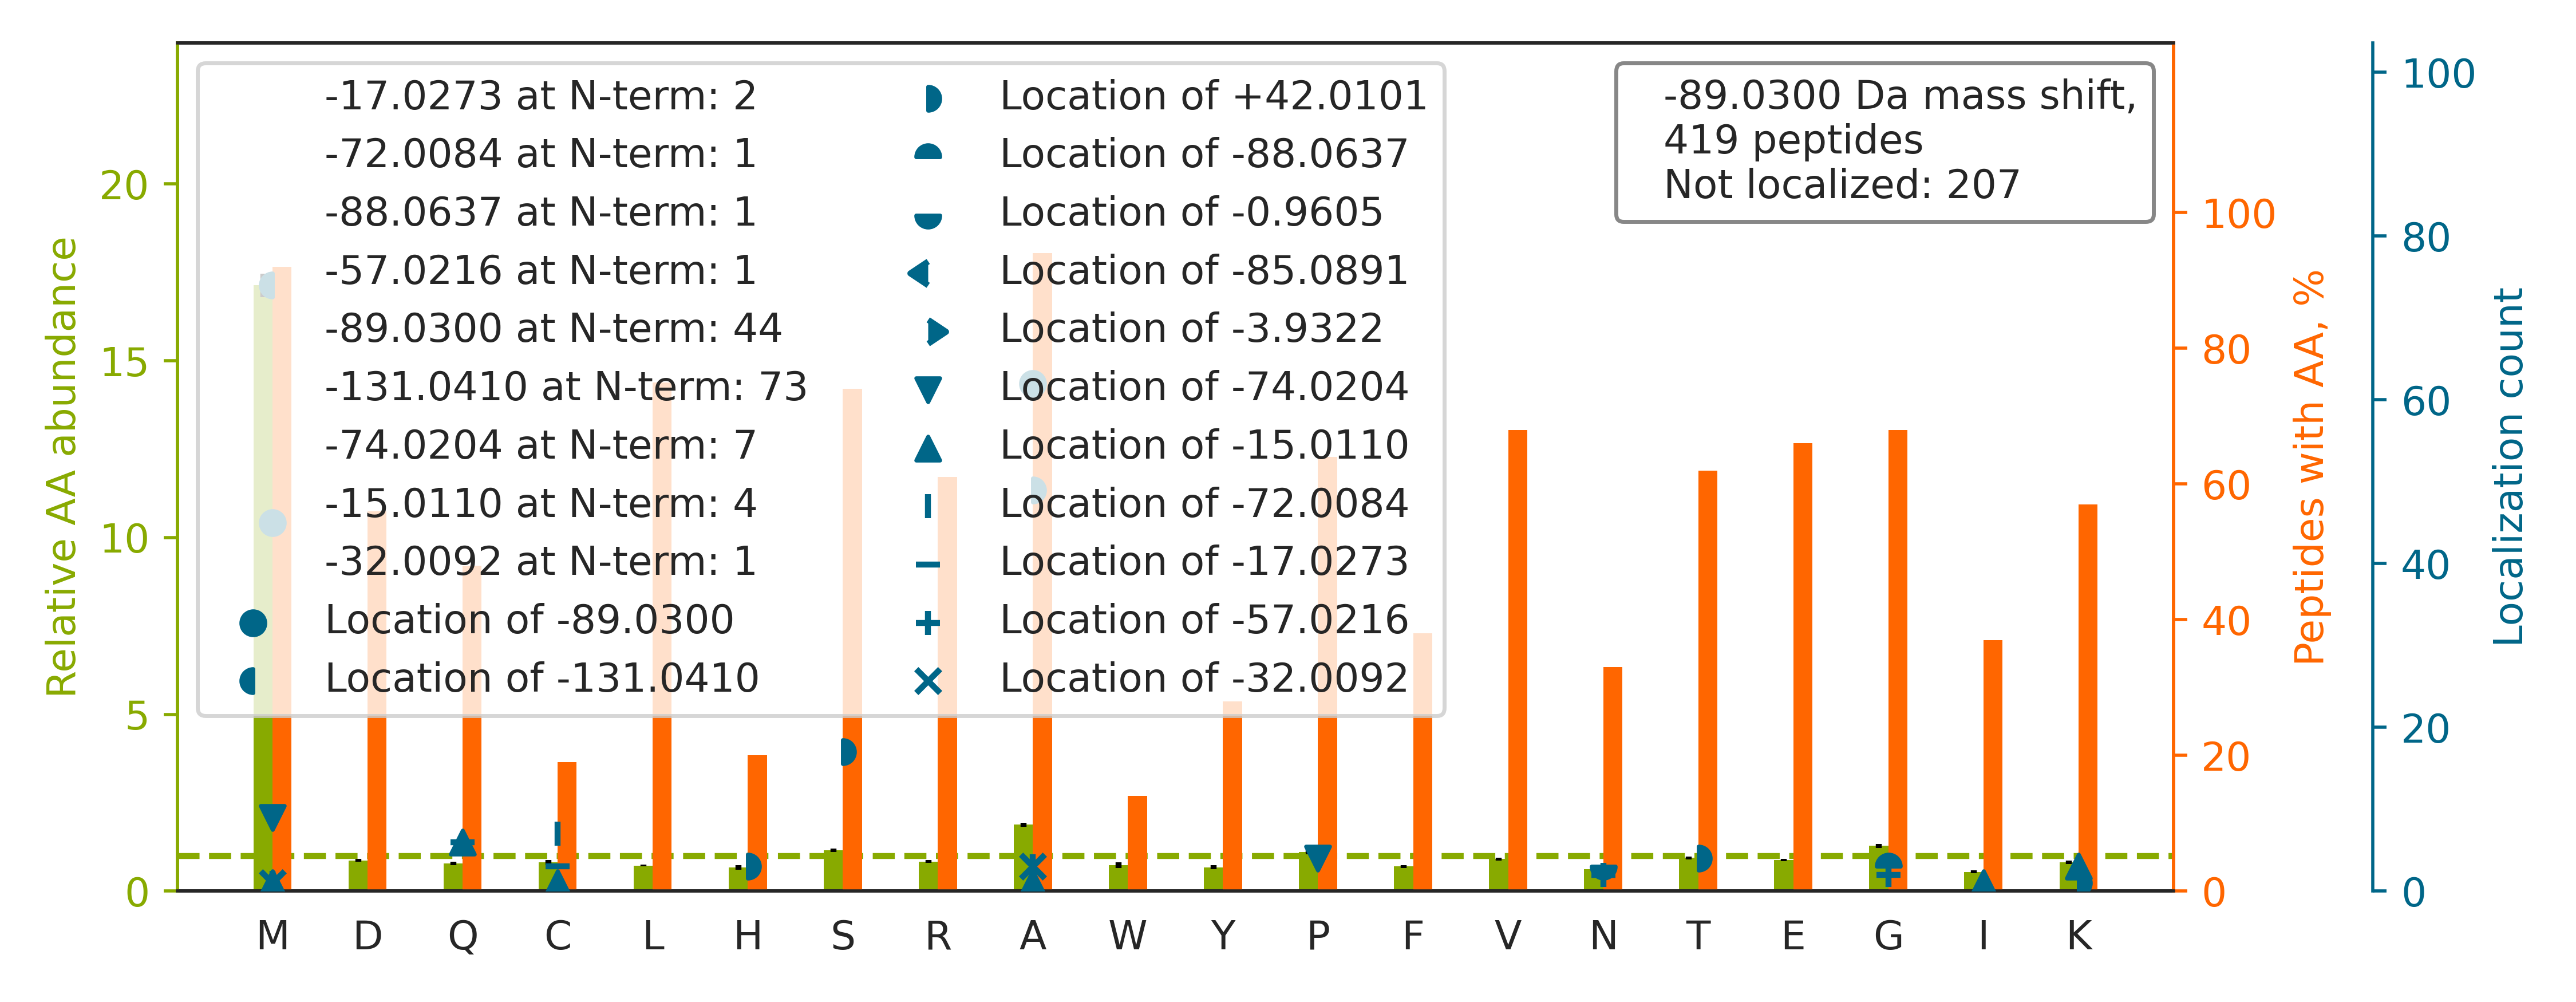 -17.0273 at N-term: 2
-72.0084 at N-term: 1
-88.0637 at N-term: 1
-57.0216 at N-term: 1
-89.0300 at N-term: 44
-131.0410 at N-term: 73
-74.0204 at N-term: 7
-15.0110 at N-term: 4
-32.0092 at N-term: 1
Location of -89.0300
Location of -131.0410
Location of +42.0101
Location of -88.0637
Location of -0.9605
Location of -85.0891
Location of -3.9322
Location of -74.0204
Location of -15.0110
Location of -72.0084
Location of -17.0273
Location of -57.0216
Location of -32.0092
-89.0300 Da mass shift,
419 peptides
Not localized: 207
Relative AA abundance
20
15
10
5
0
M D Q C L H S R A W Y P F V N T E G I K
100
80
60
40
20
0
Peptides with AA, %
100
80
60
40
20
0
Localization count